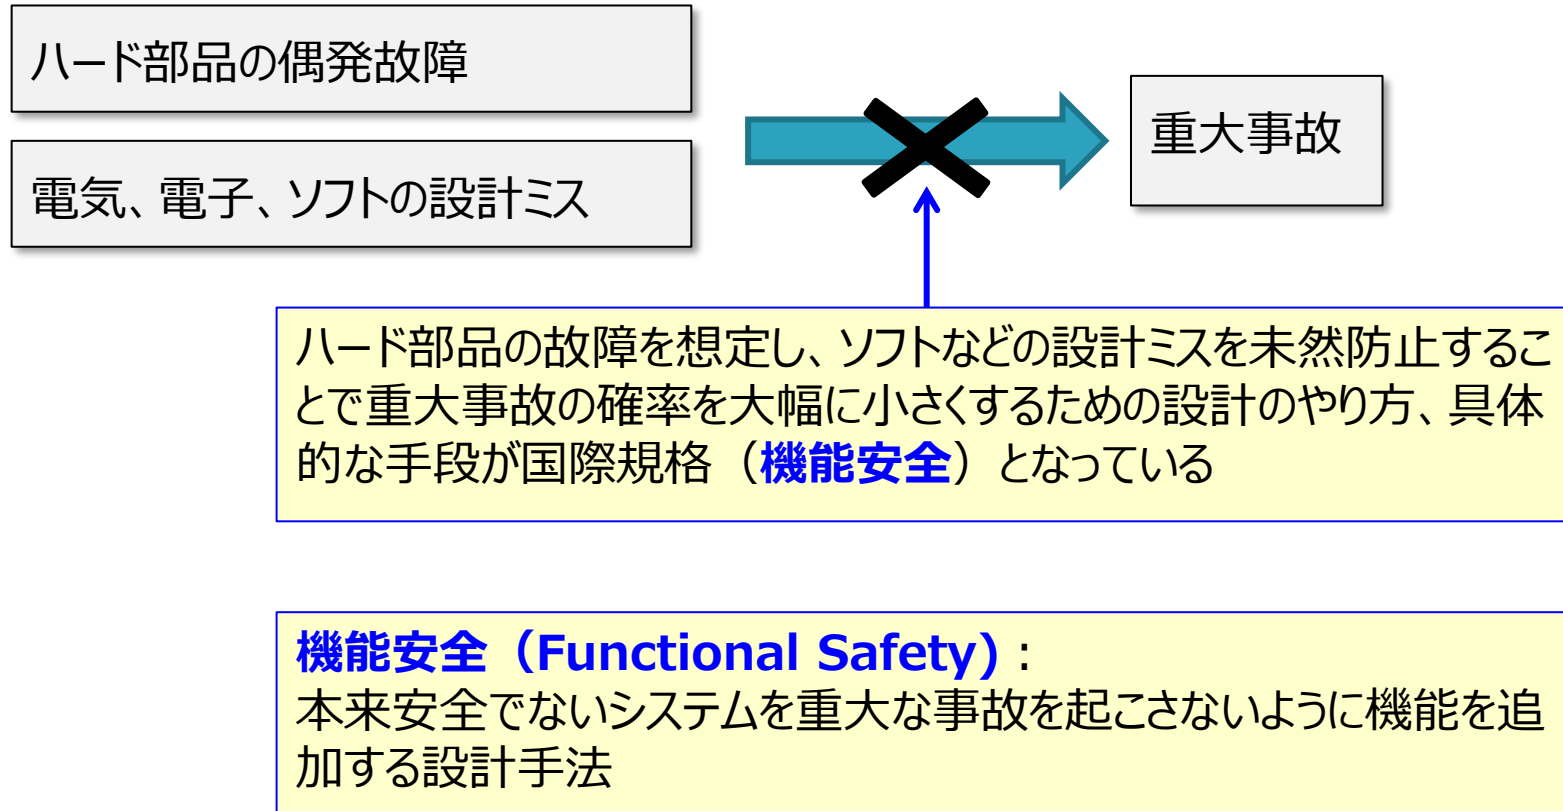 ハード部品の偶発故障
電気、電子、ソフトの設計ミス
重大事故
ハード部品の故障を想定し、ソフトなどの設計ミスを未然防止するこ
とで重大事故の確率を大幅に小さくするための設計のやり方、具体
的な手段が国際規格（機能安全）となっている
機能安全（Functional Safety)：
本来安全でないシステムを重大な事故を起こさないように機能を追
加する設計手法